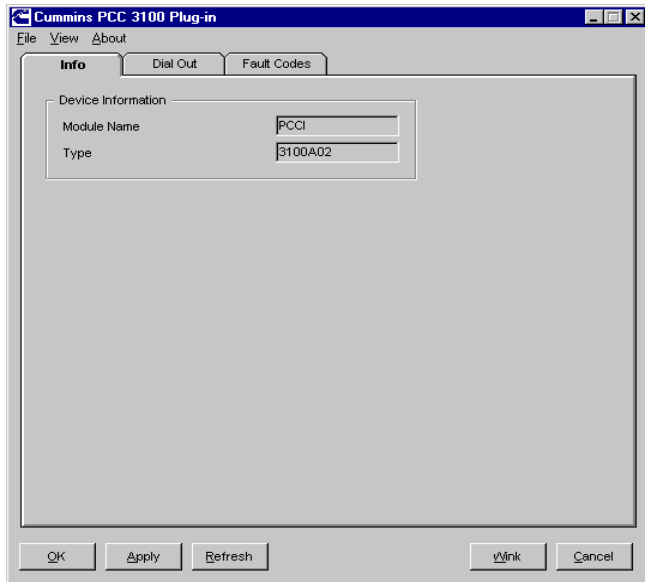 Cummins PCC 3100 Plug-in
File View About
Info Dial Out Fault Codes
Device Information
Module Name PCCI
Type 3100A02
OK Apply Refresh Wink Cancel